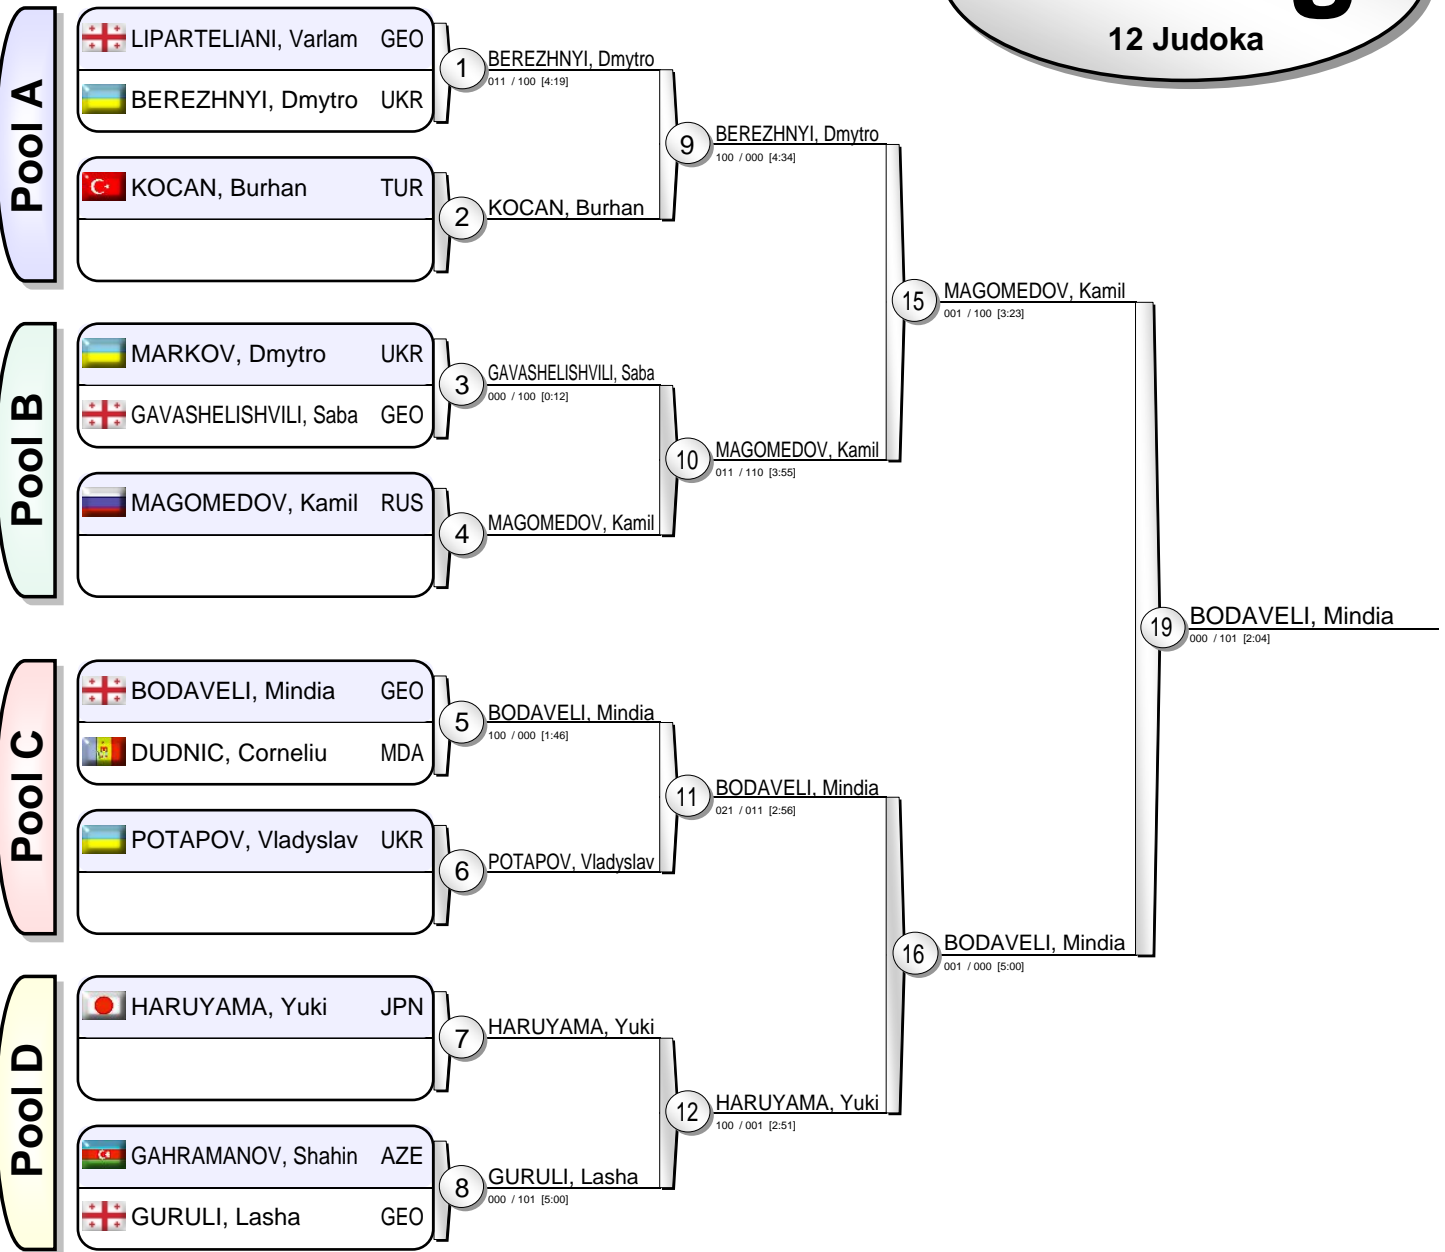 12 Judoka
Pool A
LIPARTELIANI, Varlam GEO
BEREZHNYI, Dmytro UKR
KOCAN, Burhan TUR
1
BEREZHNYI, Dmytro
011 / 100 [4:19]
2
KOCAN, Burhan
9
BEREZHNYI, Dmytro
100 / 000 [4:34]
Pool B
MARKOV, Dmytro UKR
GAVASHELISHVILI, Saba GEO
MAGOMEDOV, Kamil RUS
3
GAVASHELISHVILI, Saba
000 / 100 [0:12]
4
MAGOMEDOV, Kamil
10
MAGOMEDOV, Kamil
011 / 110 [3:55]
15
MAGOMEDOV, Kamil
001 / 100 [3:23]
Pool C
BODAVELI, Mindia GEO
DUDNIC, Corneliu MDA
POTAPOV, Vladyslav UKR
5
BODAVELI, Mindia
100 / 000 [1:46]
6
POTAPOV, Vladyslav
11
BODAVELI, Mindia
021 / 011 [2:56]
Pool D
HARUYAMA, Yuki JPN
GAHRAMANOV, Shahin AZE
GURULI, Lasha GEO
7
HARUYAMA, Yuki
8
GURULI, Lasha
000 / 101 [5:00]
12
HARUYAMA, Yuki
100 / 001 [2:51]
16
BODAVELI, Mindia
001 / 000 [5:00]
19
BODAVELI, Mindia
000 / 101 [2:04]